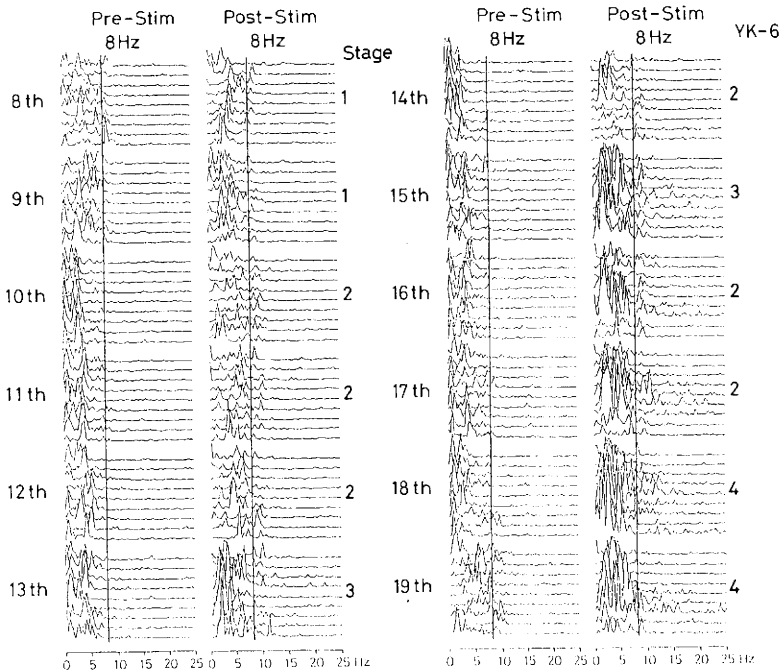 Pre-Stim Post-Stim
8Hz 8Hz Stage
8th 1
9th 1
10th 2
11th 2
12th 2
13th 3
0 5 10 15 20 25 0 5 10 15 20 25 Hz
Pre-Stim Post-Stim YK-6
8Hz 8Hz
14th 2
15th 3
16th 2
17th 2
18th 4
19th 4
0 5 10 15 20 25 0 5 10 15 20 25 Hz